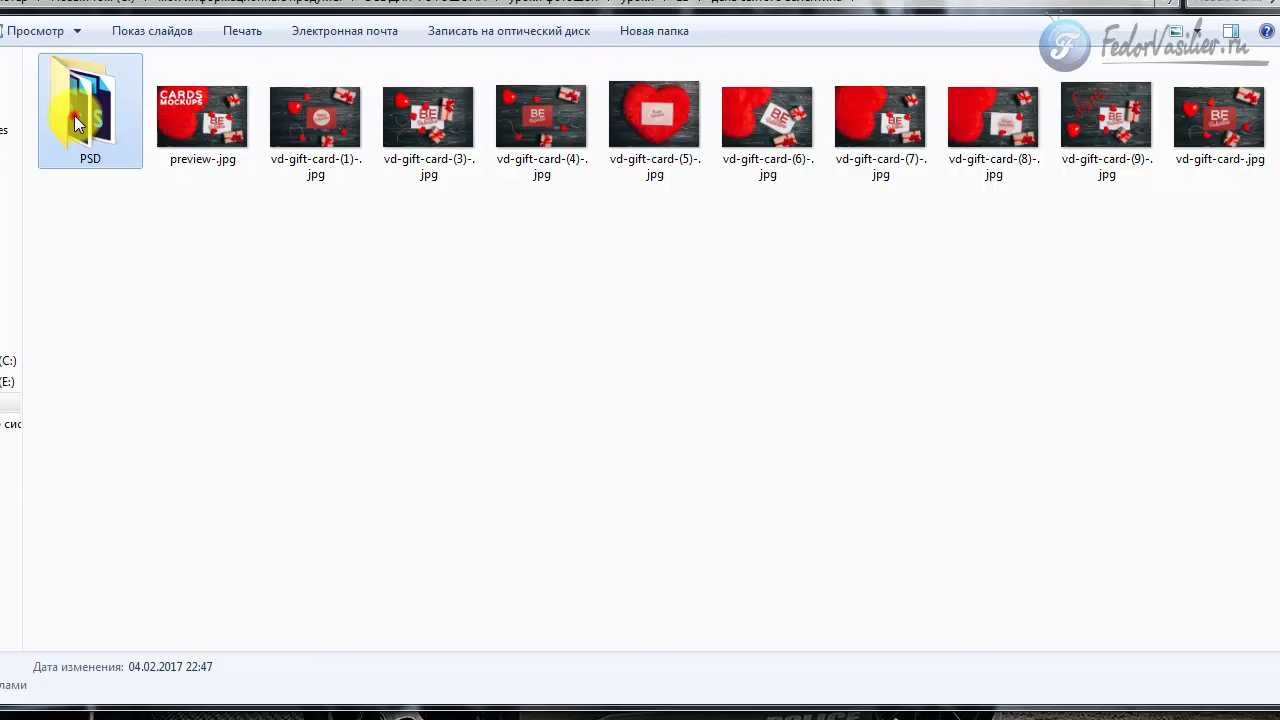 Просмотр Показ слайдов Печать Электронная почта Записать на оптический диск Новая папка
FedorVasilier.ru
CARDS
MOCKUPS
PSD preview-.jpg vd-gift-card-(1)-. vd-gift-card-(3)-. vd-gift-card-(4)-. vd-gift-card-(5)-. vd-gift-card-(6)-. vd-gift-card-(7)-. vd-gift-card-(8)-. vd-gift-card-(9)-. vd-gift-card-.jpg
jpg jpg jpg jpg jpg jpg jpg jpg
(C:)
(E:)
Дата изменения: 04.02.2017 22:47
POLICE